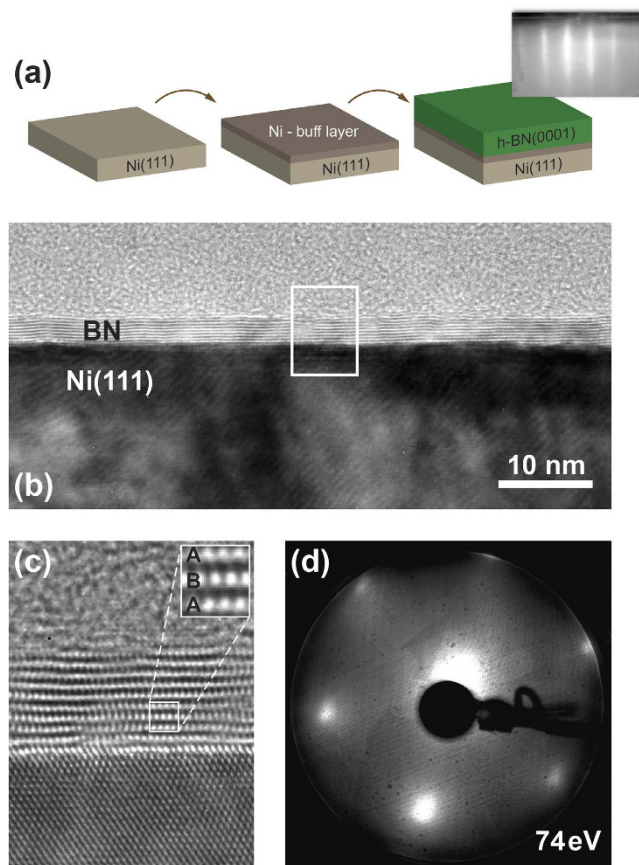 (a)
Ni(111)
Ni - buff layer
Ni(111)
h-BN(0001)
Ni(111)
BN
Ni(111)
10 nm
(b)
(c)
A
B
A
(d)
74eV